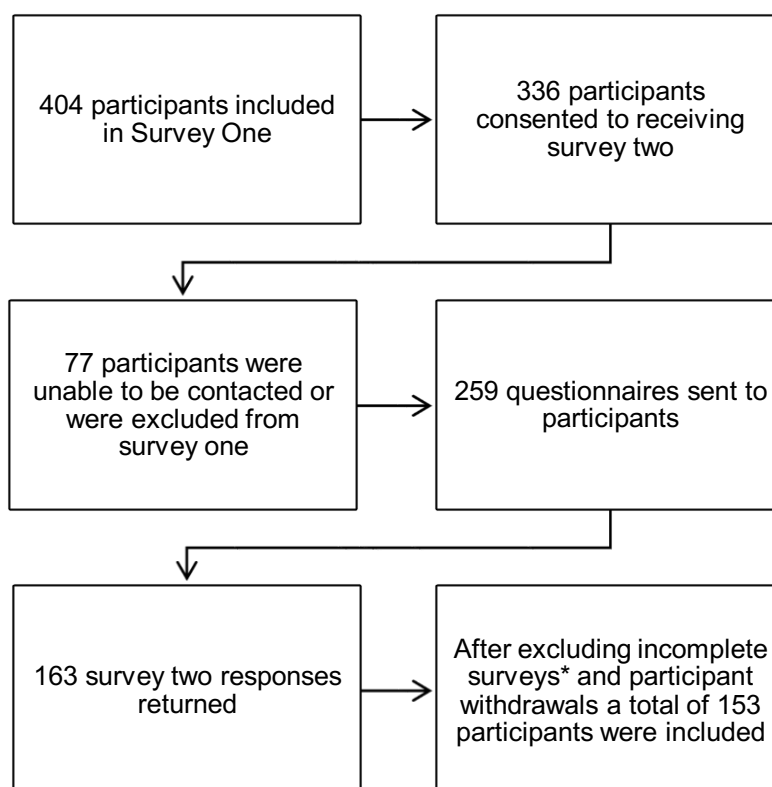 404 participants included
in Survey One
336 participants
consented to receiving
survey two
77 participants were
unable to be contacted or
were excluded from
survey one
259 questionnaires sent to
participants
163 survey two responses
returned
After excluding incomplete
surveys* and participant
withdrawals a total of 153
participants were included